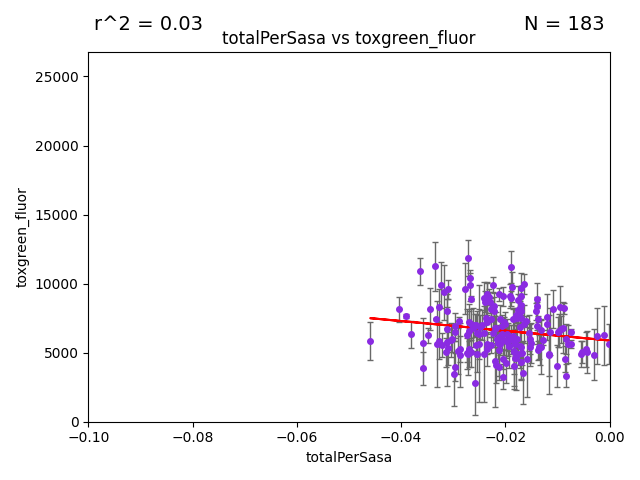 r^2 = 0.03
N = 183
totalPerSasa vs toxgreen_fluor
25000
20000
15000
10000
5000
0
toxgreen_fluor
−0.10
−0.08
−0.06
−0.04
−0.02
0.00
totalPerSasa